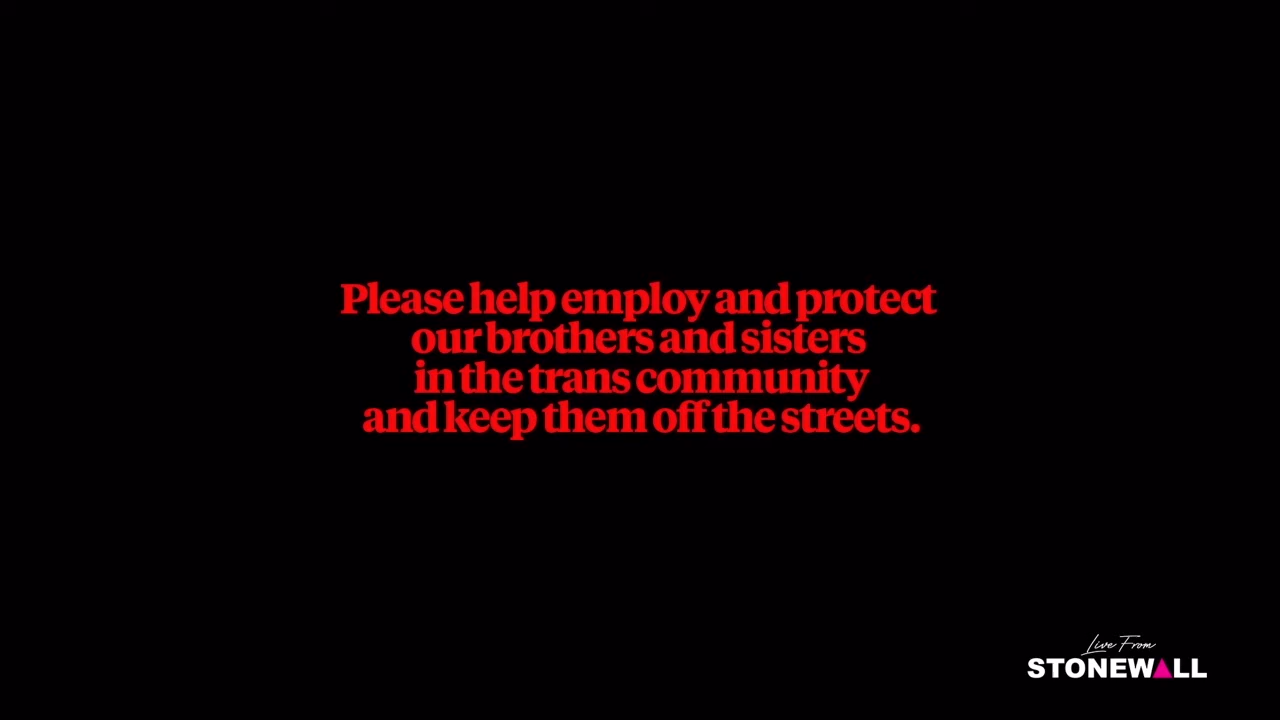 Please help employ and protect
our brothers and sisters
in the trans community
and keep them off the streets.
Live From
STONEWALL